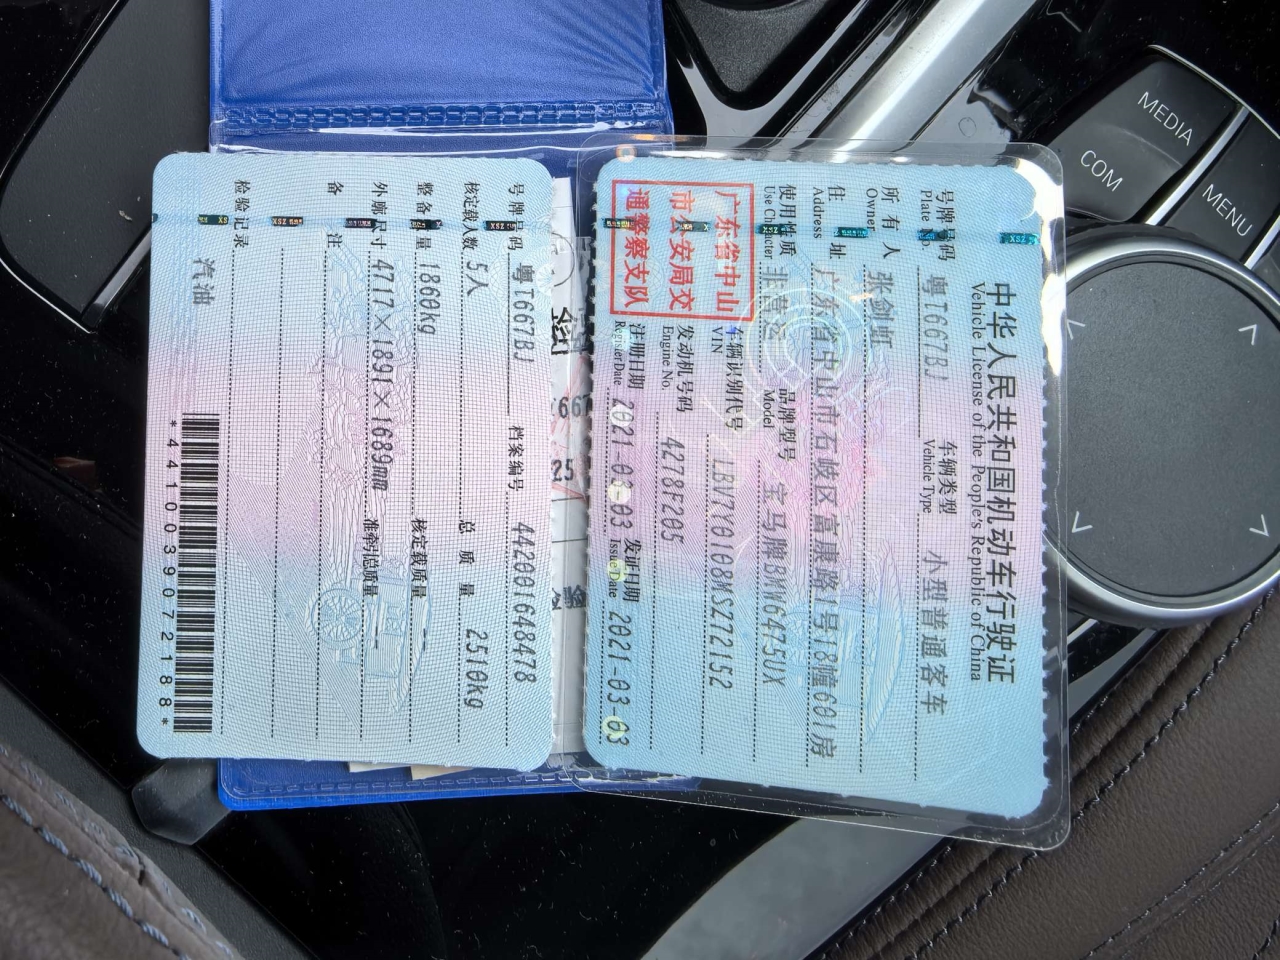 中华人民共和国机动车行驶证
Vehicle License of the People's Republic of China
号牌号码 粤T667BJ 车辆类型 小型普通客车
Plate No. Vehicle Type
所有人 张剑虹
Owner
住址 广东省中山市石岐区富康路1号18幢601房
Address
使用性质 非营运 品牌型号 宝马牌BMW6475UX
Use Character Model
广东省中山
市公安局交
通警察支队
车辆识别代号 LBV7Y0108MSZ72152
VIN
发动机号码 4278F205
Engine No.
注册日期 2021-03-03 发证日期 2021-03-03
Register Date Issue Date
号牌号码 粤T667BJ 档案编号 442001648478
核定载人数 5人 总质量 2510kg
整备质量 1860kg 核定载质量 --
外廓尺寸 4717×1891×1689mm 准牵引总质量 --
备注
检验记录
汽油
*4410039072188*
MEDIA
COM
MENU